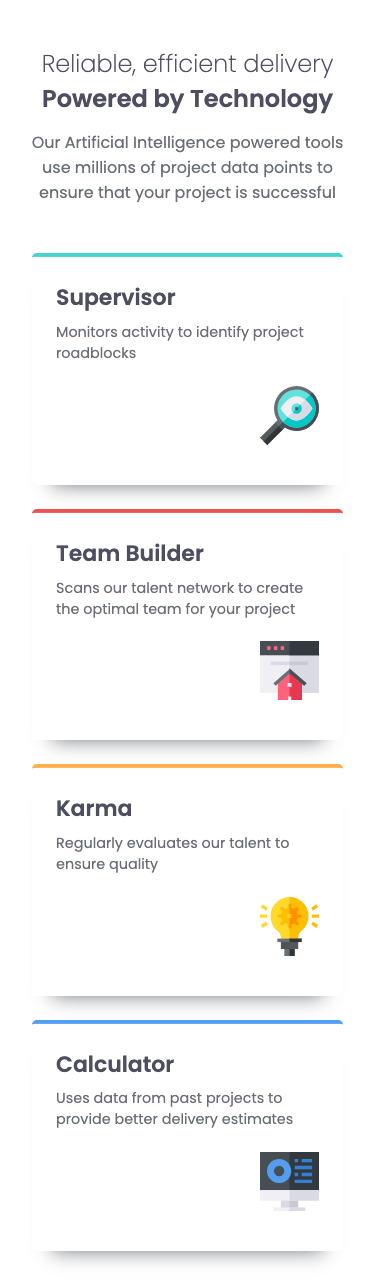 Reliable, efficient delivery
Powered by Technology
Our Artificial Intelligence powered tools
use millions of project data points to
ensure that your project is successful
Supervisor
Monitors activity to identify project
roadblocks
Team Builder
Scans our talent network to create
the optimal team for your project
Karma
Regularly evaluates our talent to
ensure quality
Calculator
Uses data from past projects to
provide better delivery estimates